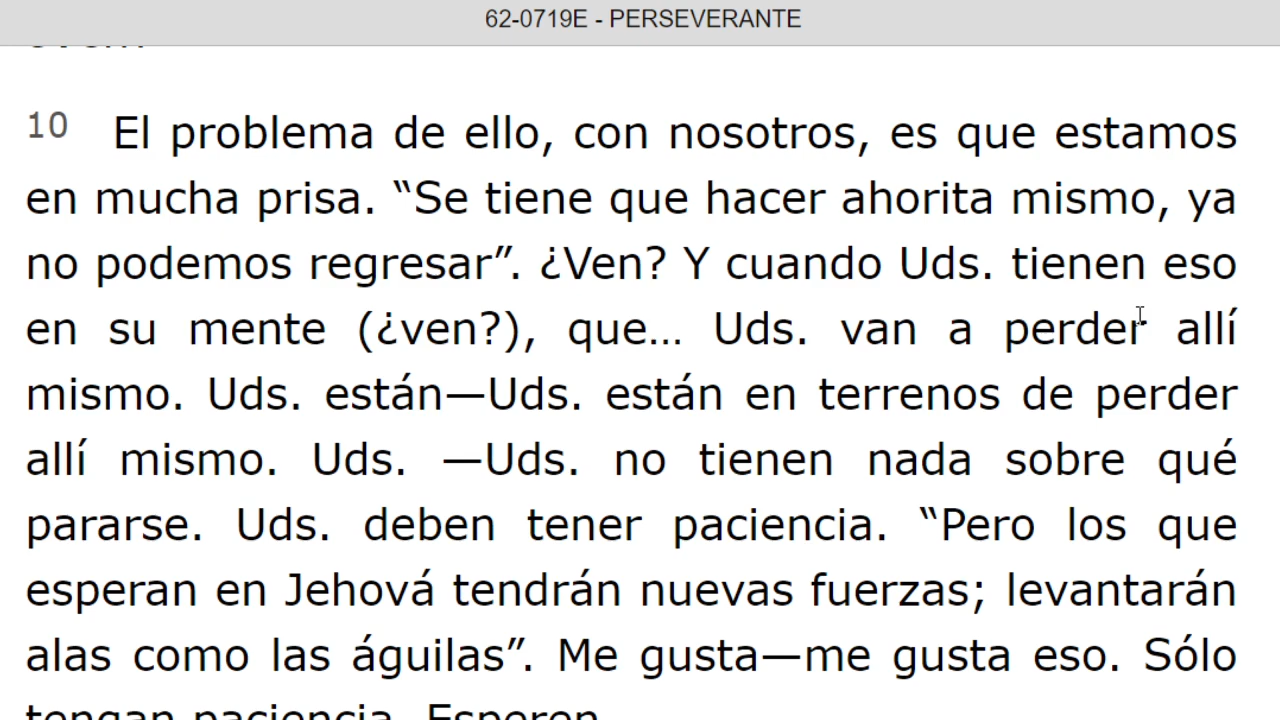 62-0719E - PERSEVERANTE
10 El problema de ello, con nosotros, es que estamos
en mucha prisa. “Se tiene que hacer ahorita mismo, ya
no podemos regresar”. ¿Ven? Y cuando Uds. tienen eso
en su mente (¿ven?), que… Uds. van a perder allí
mismo. Uds. están—Uds. están en terrenos de perder
allí mismo. Uds. —Uds. no tienen nada sobre qué
pararse. Uds. deben tener paciencia. “Pero los que
esperan en Jehová tendrán nuevas fuerzas; levantarán
alas como las águilas”. Me gusta—me gusta eso. Sólo
tengan paciencia. Esperen